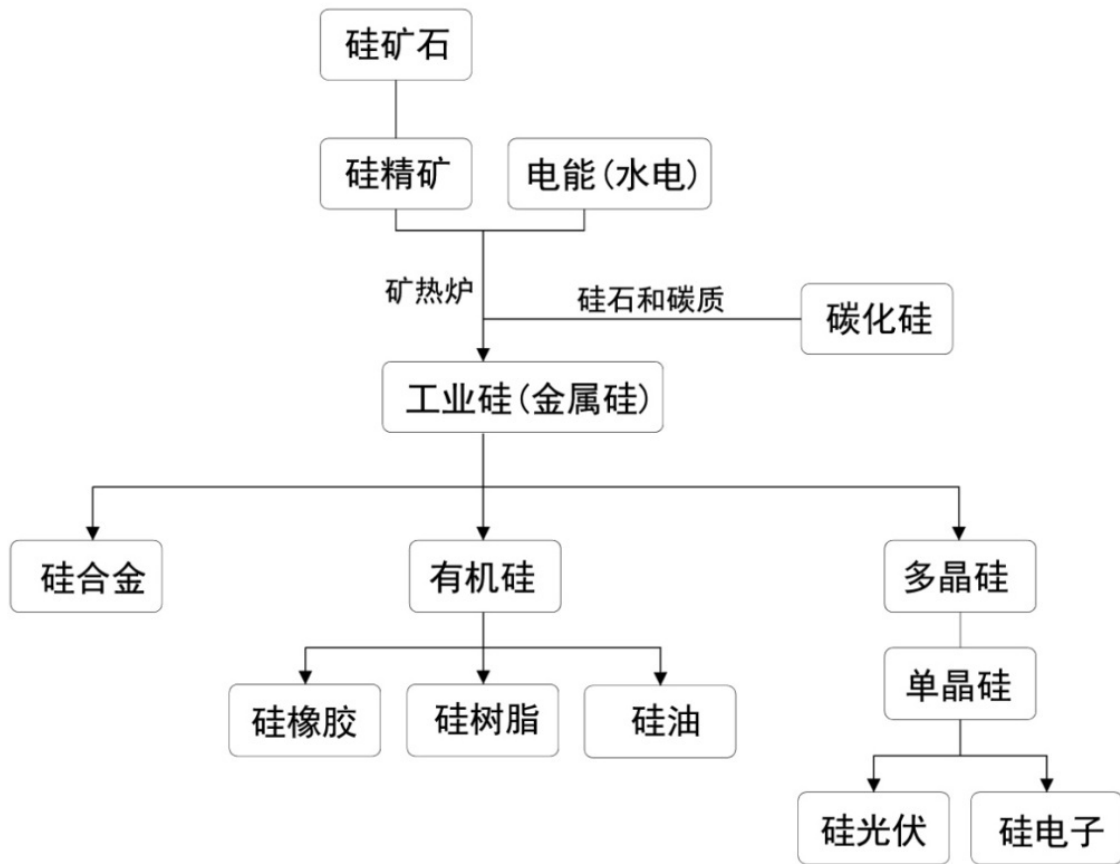 硅矿石
硅精矿
电能(水电)
矿热炉
硅石和碳质
碳化硅
工业硅(金属硅)
硅合金
有机硅
多晶硅
单晶硅
硅橡胶
硅树脂
硅油
硅光伏
硅电子